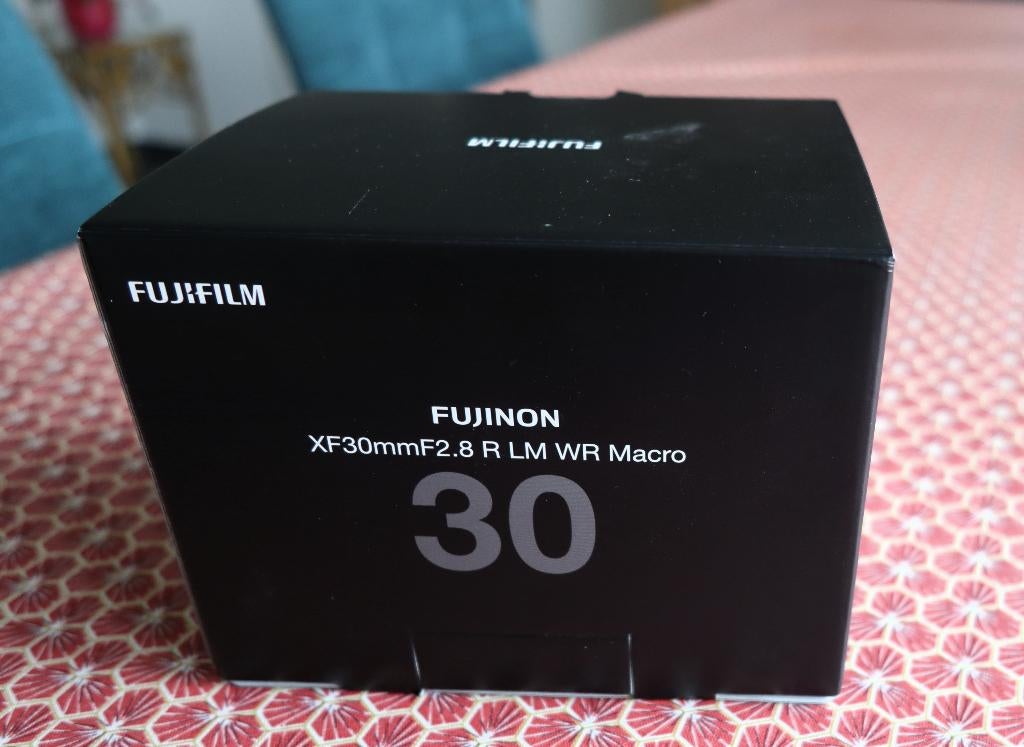 FUJIFILM
FUJIFILM
FUJINON
XF30mmF2.8 R LM WR Macro
30